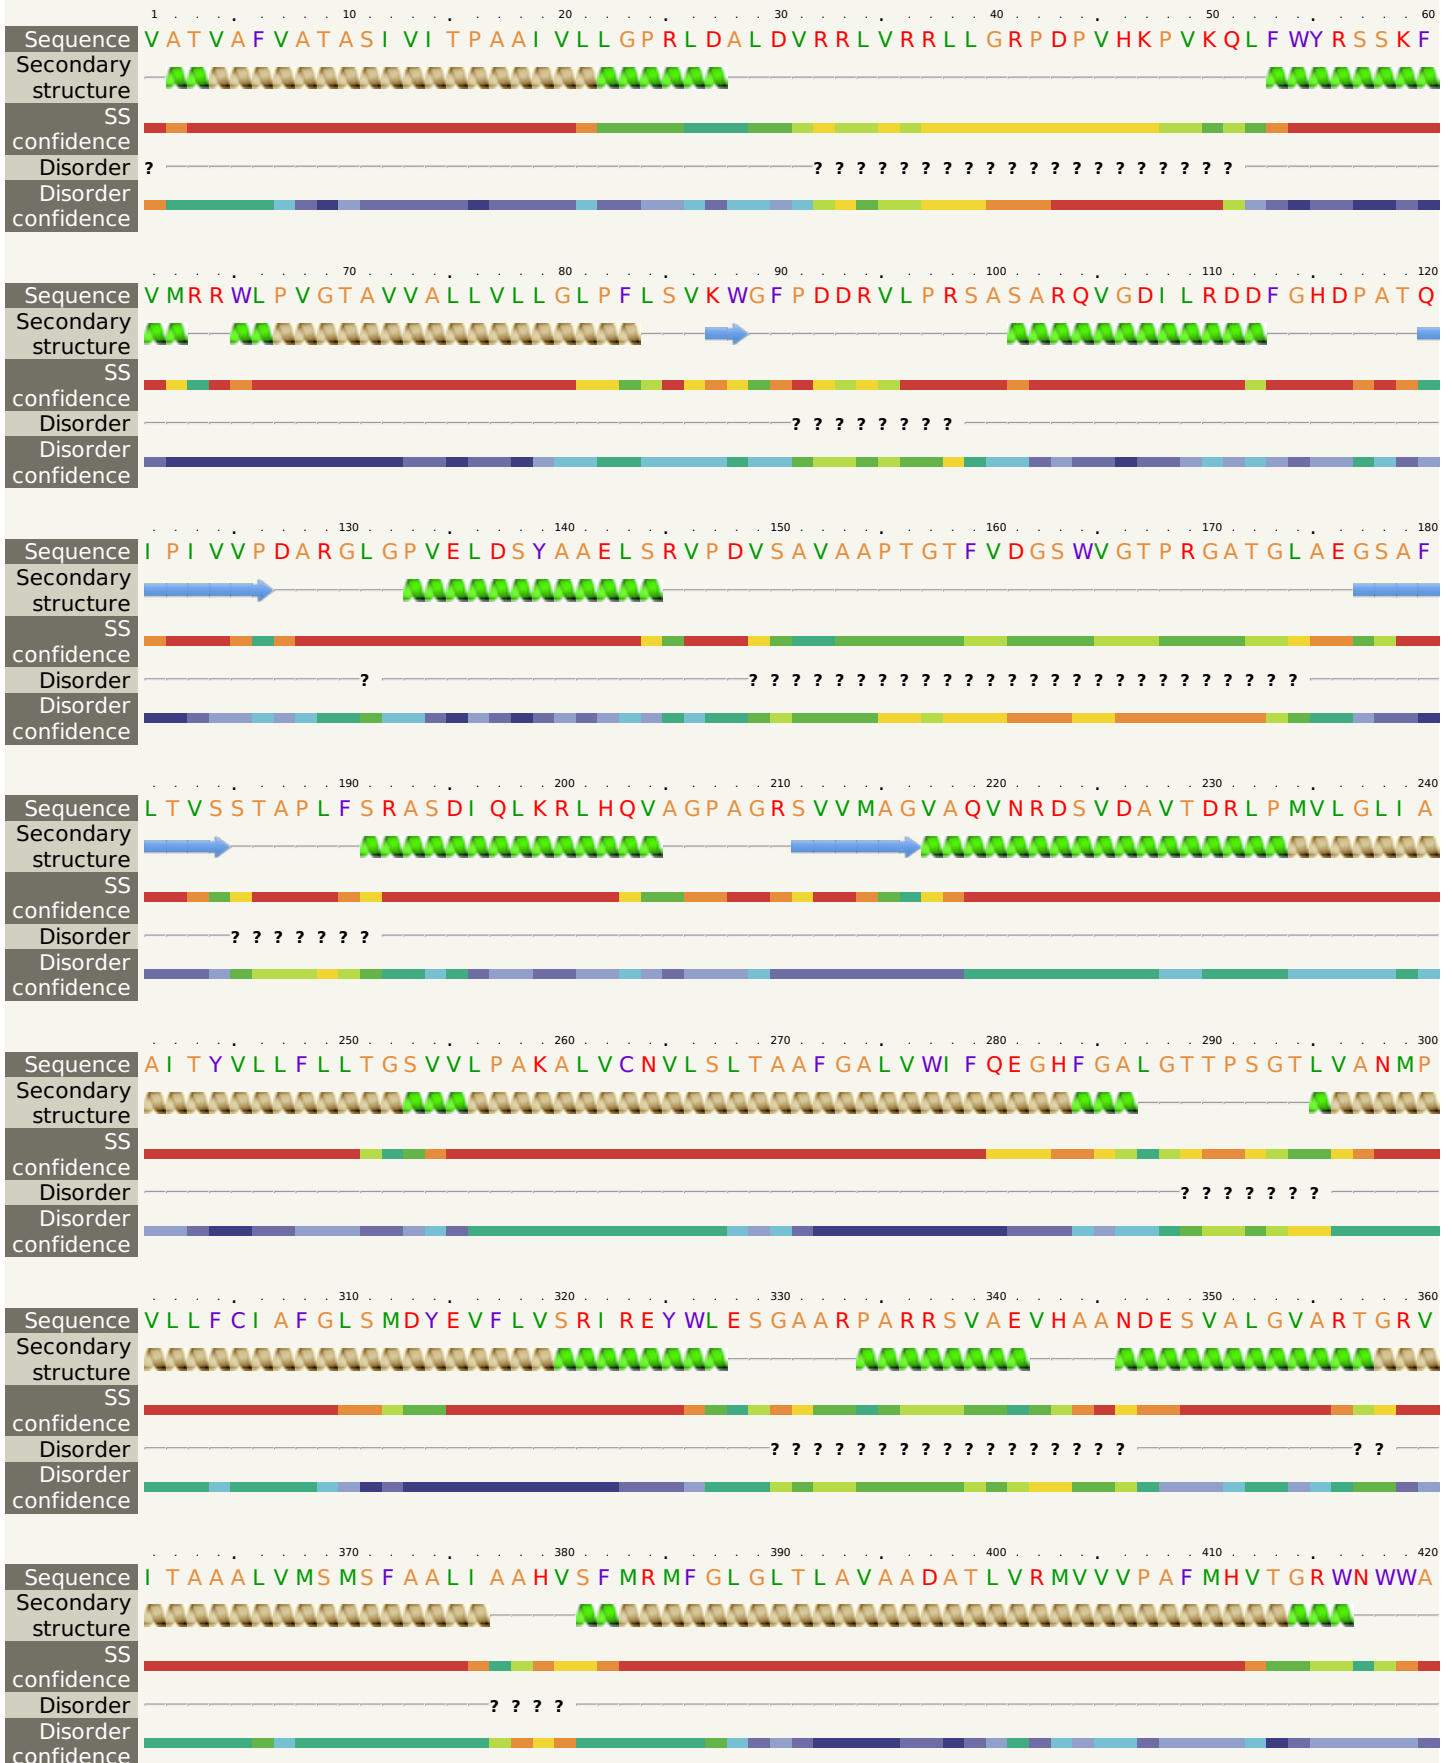 1 10 20 30 40 50 60
Sequence V A T V A F V A T A S I V I T P A A I V L L G P R L D A L D V R R L V R R L L G R P D P V H K P V K Q L F W Y R S S K F
Secondary
structure
SS
confidence
Disorder ? ? ? ? ? ? ? ? ? ? ? ? ? ? ? ? ? ? ? ? ?
Disorder
confidence
70 80 90 100 110 120
Sequence V M R R W L P V G T A V V A L L V L L G L P F L S V K W G F P D D R V L P R S A S A R Q V G D I L R D D F G H D P A T Q
Secondary
structure
SS
confidence
Disorder ? ? ? ? ? ? ? ?
Disorder
confidence
130 140 150 160 170 180
Sequence I P I V V P D A R G L G P V E L D S Y A A E L S R V P D V S A V A A P T G T F V D G S W V G T P R G A T G L A E G S A F
Secondary
structure
SS
confidence
Disorder ? ? ? ? ? ? ? ? ? ? ? ? ? ? ? ? ? ? ? ? ? ? ? ? ? ? ?
Disorder
confidence
190 200 210 220 230 240
Sequence L T V S S T A P L F S R A S D I Q L K R L H Q V A G P A G R S V V M A G V A Q V N R D S V D A V T D R L P M V L G L I A
Secondary
structure
SS
confidence
Disorder ? ? ? ? ? ? ?
Disorder
confidence
250 260 270 280 290 300
Sequence A I T Y V L L F L L T G S V V L P A K A L V C N V L S L T A A F G A L V W I F Q E G H F G A L G T T P S G T L V A N M P
Secondary
structure
SS
confidence
Disorder ? ? ? ? ? ? ?
Disorder
confidence
310 320 330 340 350 360
Sequence V L L F C I A F G L S M D Y E V F L V S R I R E Y W L E S G A A R P A R R S V A E V H A A N D E S V A L G V A R T G R V
Secondary
structure
SS
confidence
Disorder ? ? ? ? ? ? ? ? ? ? ? ? ? ? ? ? ? ? ?
Disorder
confidence
370 380 390 400 410 420
Sequence I T A A A L V M S M S F A A L I A A H V S F M R M F G L G L T L A V A A D A T L V R M V V V P A F M H V T G R W N W W A
Secondary
structure
SS
confidence
Disorder ? ? ? ?
Disorder
confidence